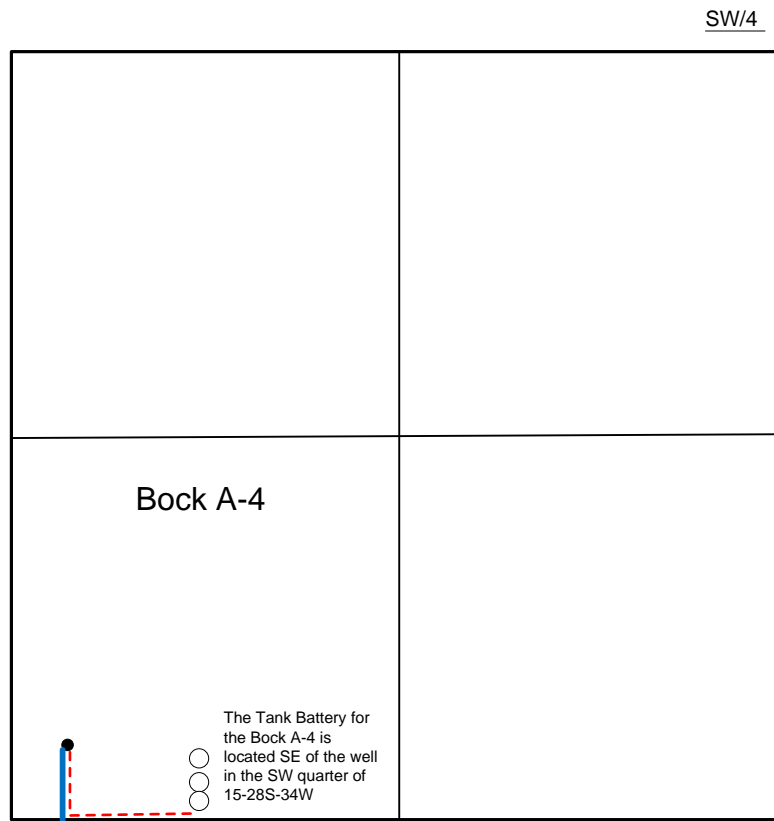 SW/4
Bock A-4
The Tank Battery for
the Bock A-4 is
located SE of the well
in the SW quarter of
15-28S-34W